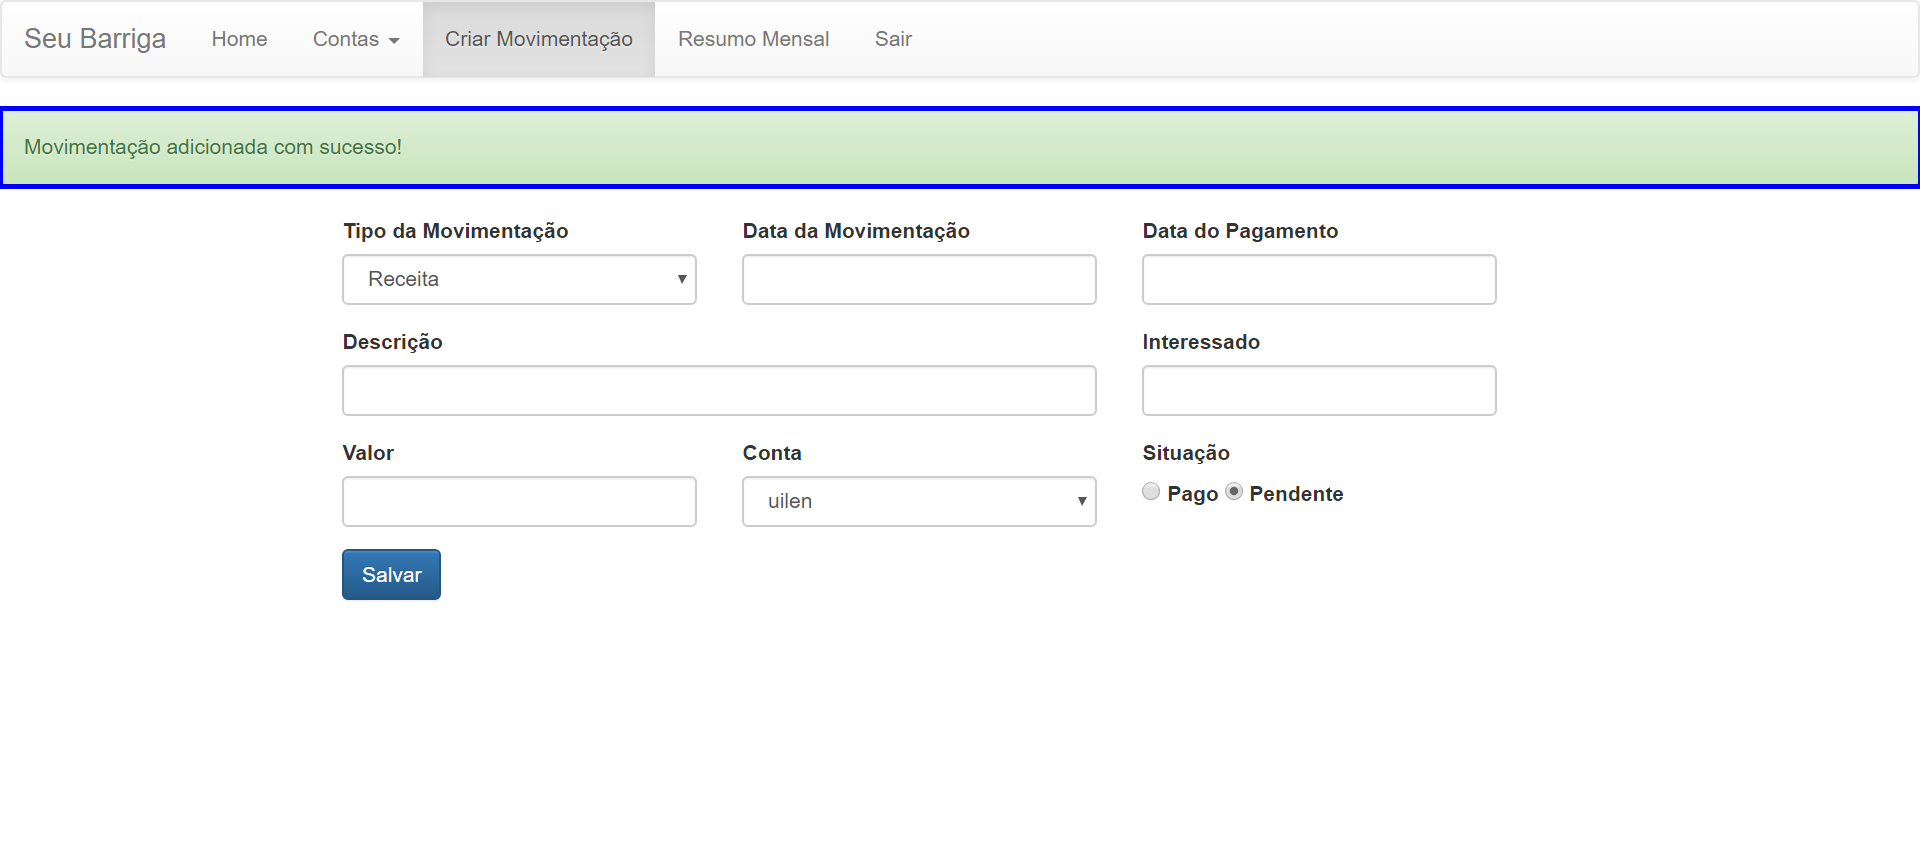 Seu Barriga Home Contas Criar Movimentação Resumo Mensal Sair
Movimentação adicionada com sucesso!
Tipo da Movimentação Data da Movimentação Data do Pagamento
Receita
Descrição Interessado
Valor Conta Situação
uilen Pago Pendente
Salvar